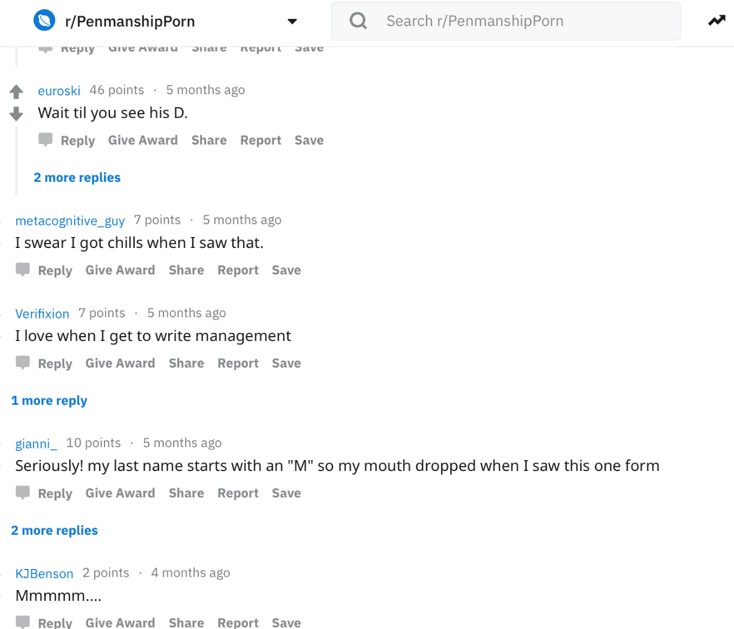 r/PenmanshipPorn
Search r/PenmanshipPorn
Reply Give Award Share Report Save
euroski 46 points · 5 months ago
Wait til you see his D.
Reply Give Award Share Report Save
2 more replies
metacognitive_guy 7 points · 5 months ago
I swear I got chills when I saw that.
Reply Give Award Share Report Save
Verifixion 7 points · 5 months ago
I love when I get to write management
Reply Give Award Share Report Save
1 more reply
gianni_ 10 points · 5 months ago
Seriously! my last name starts with an "M" so my mouth dropped when I saw this one form
Reply Give Award Share Report Save
2 more replies
KJBenson 2 points · 4 months ago
Mmmmm....
Reply Give Award Share Report Save